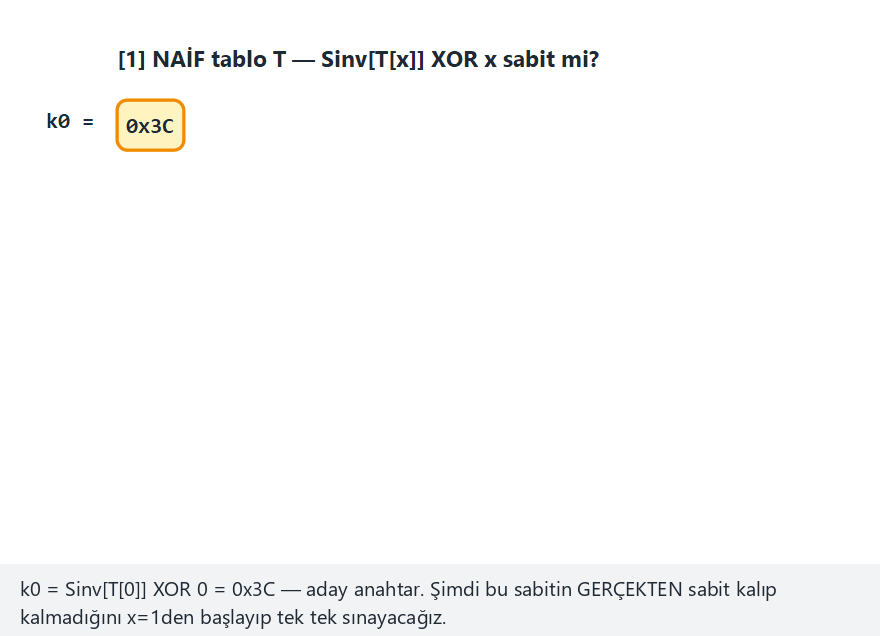 [1] NAİF tablo T — Sinv[T[x]] XOR x sabit mi?
k0 = 0x3C
k0 = Sinv[T[0]] XOR 0 = 0x3C — aday anahtar. Şimdi bu sabitin GERÇEKTEN sabit kalıp
kalmadığını x=1den başlayıp tek tek sınayacağız.